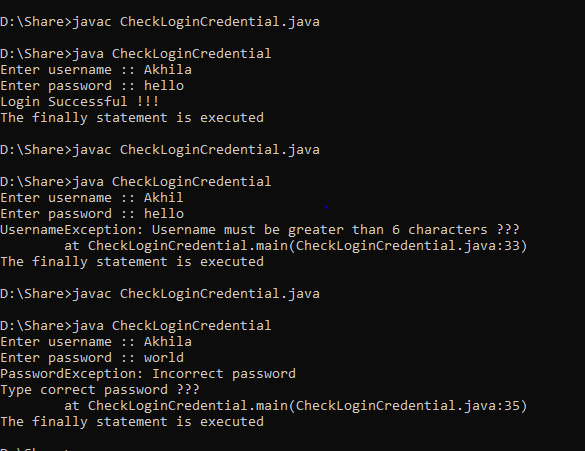 D:\Share>javac CheckLoginCredential.java
D:\Share>java CheckLoginCredential
Enter username :: Akhila
Enter password :: hello
Login Successful !!!
The finally statement is executed
D:\Share>javac CheckLoginCredential.java
D:\Share>java CheckLoginCredential
Enter username :: Akhil
Enter password :: hello
UsernameException: Username must be greater than 6 characters ???
at CheckLoginCredential.main(CheckLoginCredential.java:33)
The finally statement is executed
D:\Share>javac CheckLoginCredential.java
D:\Share>java CheckLoginCredential
Enter username :: Akhila
Enter password :: world
PasswordException: Incorrect password
Type correct password ???
at CheckLoginCredential.main(CheckLoginCredential.java:35)
The finally statement is executed